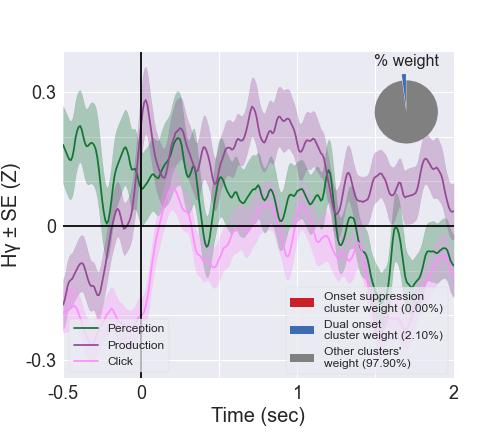 % weight
Hγ ± SE (Z)
0.3
0
-0.3
Perception
Production
Click
Onset suppression
cluster weight (0.00%)
Dual onset
cluster weight (2.10%)
Other clusters'
weight (97.90%)
-0.5
0
1
2
Time (sec)